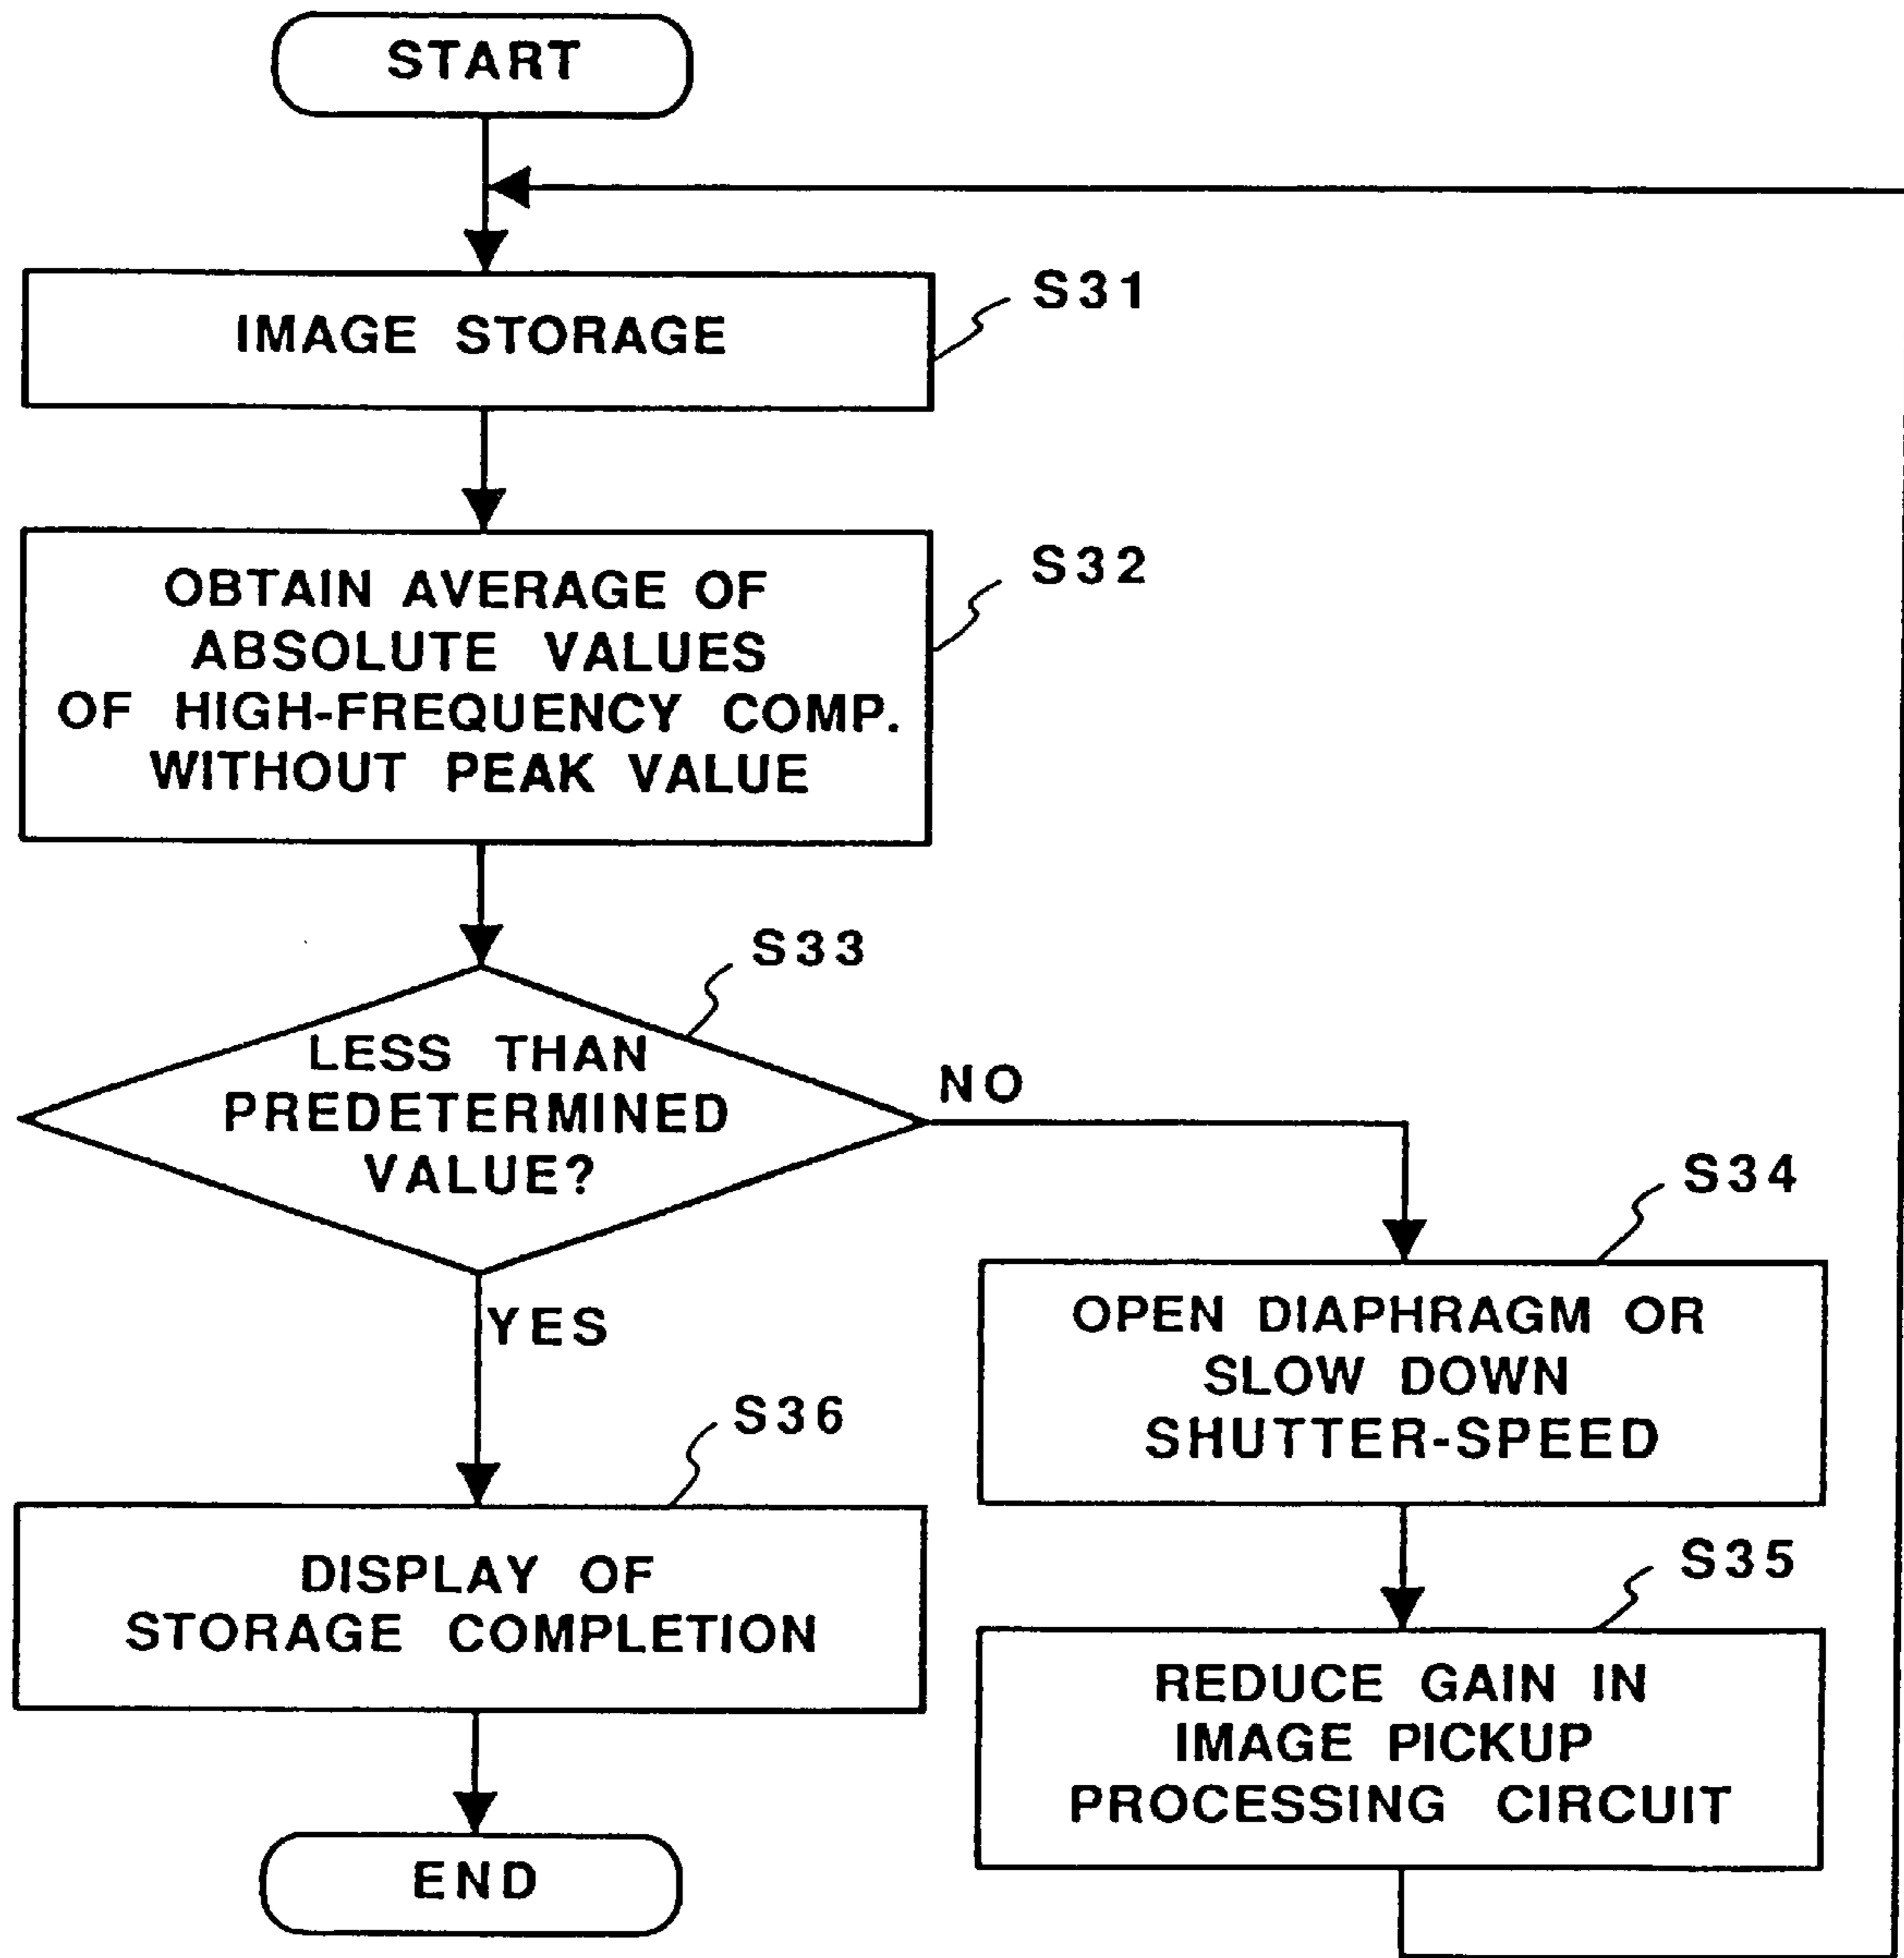 START
IMAGE STORAGE
S31
OBTAIN AVERAGE OF
ABSOLUTE VALUES
OF HIGH-FREQUENCY COMP.
WITHOUT PEAK VALUE
S32
LESS THAN
PREDETERMINED
VALUE?
S33
NO
YES
S34
OPEN DIAPHRAGM OR
SLOW DOWN
SHUTTER-SPEED
S35
REDUCE GAIN IN
IMAGE PICKUP
PROCESSING CIRCUIT
S36
DISPLAY OF
STORAGE COMPLETION
END